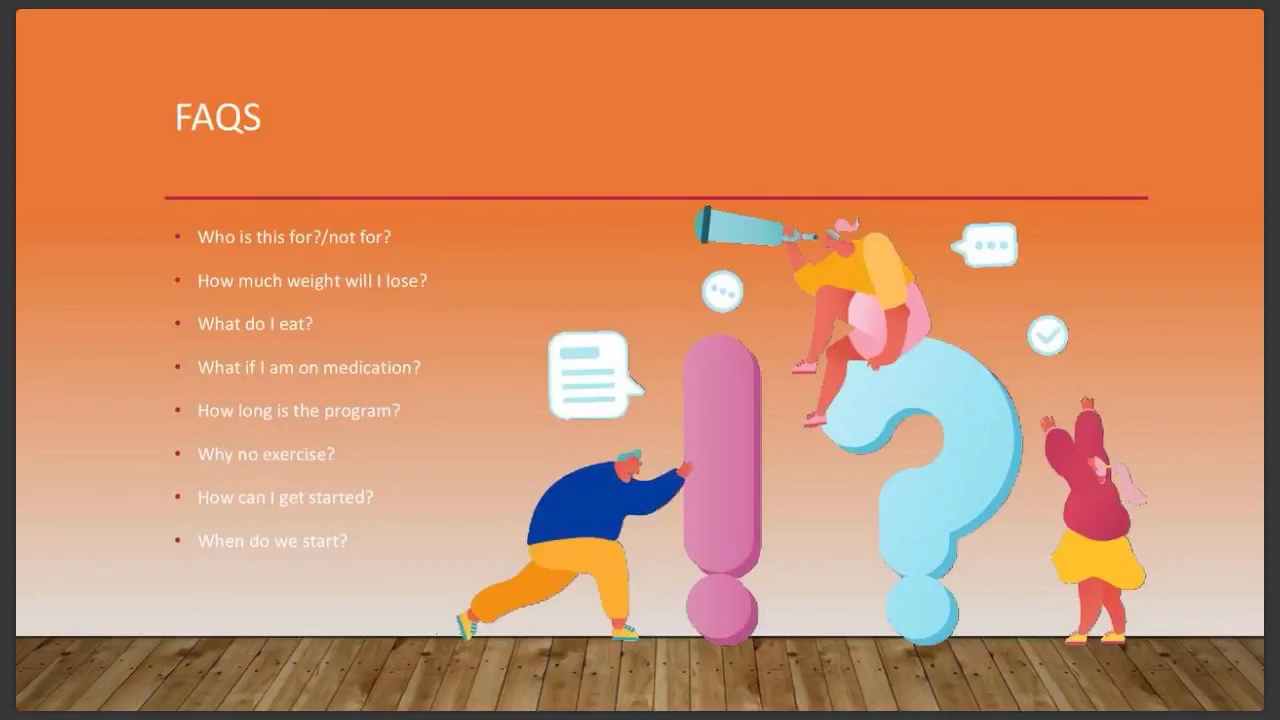 FAQS
Who is this for?/not for?
How much weight will I lose?
What do I eat?
What if I am on medication?
How long is the program?
Why no exercise?
How can I get started?
When do we start?